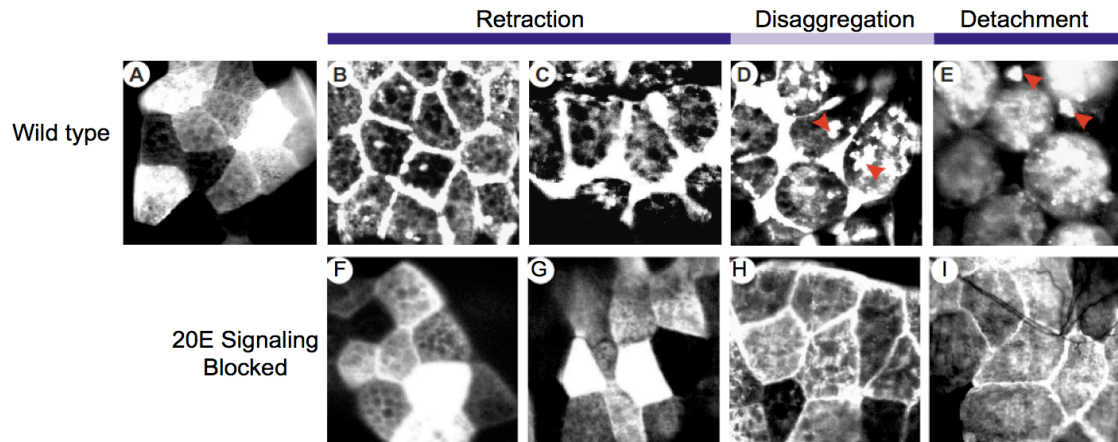 Retraction Disaggregation Detachment
Wild type
A B C D E
20E Signaling
Blocked
F G H I